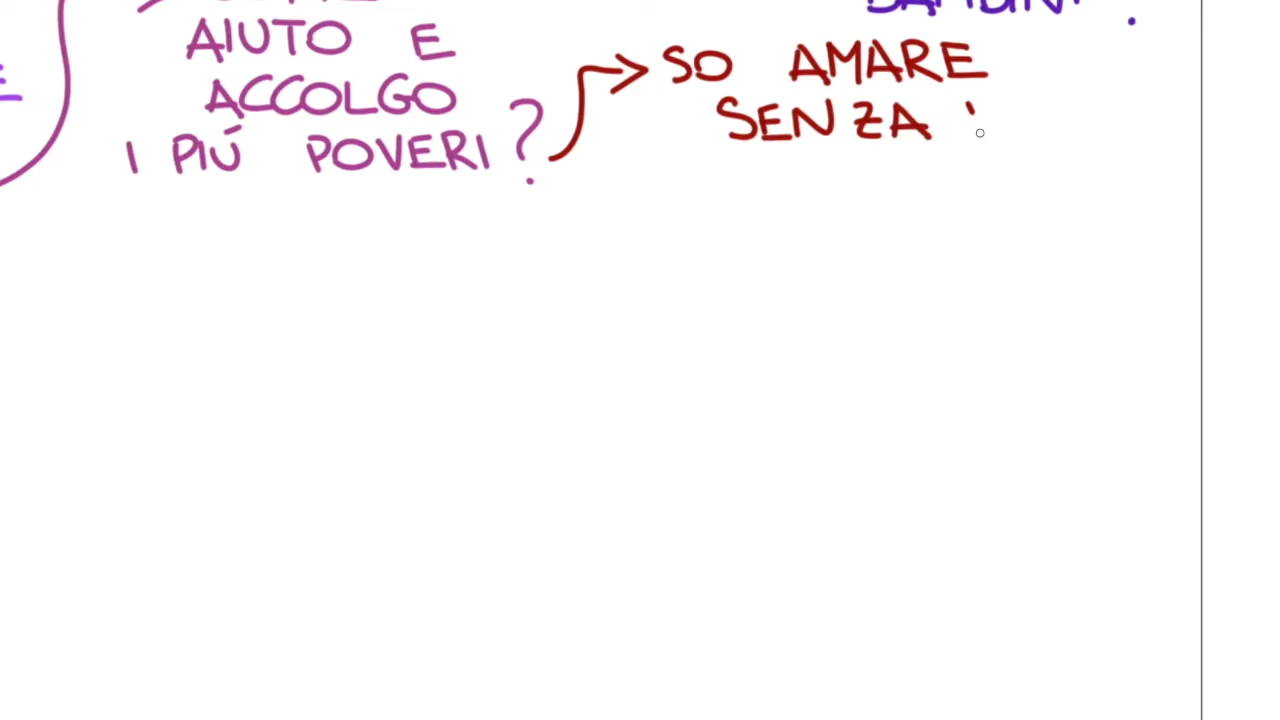 AIUTO E
ACCOLGO
I PIÚ POVERI?
SO AMARE
SENZA